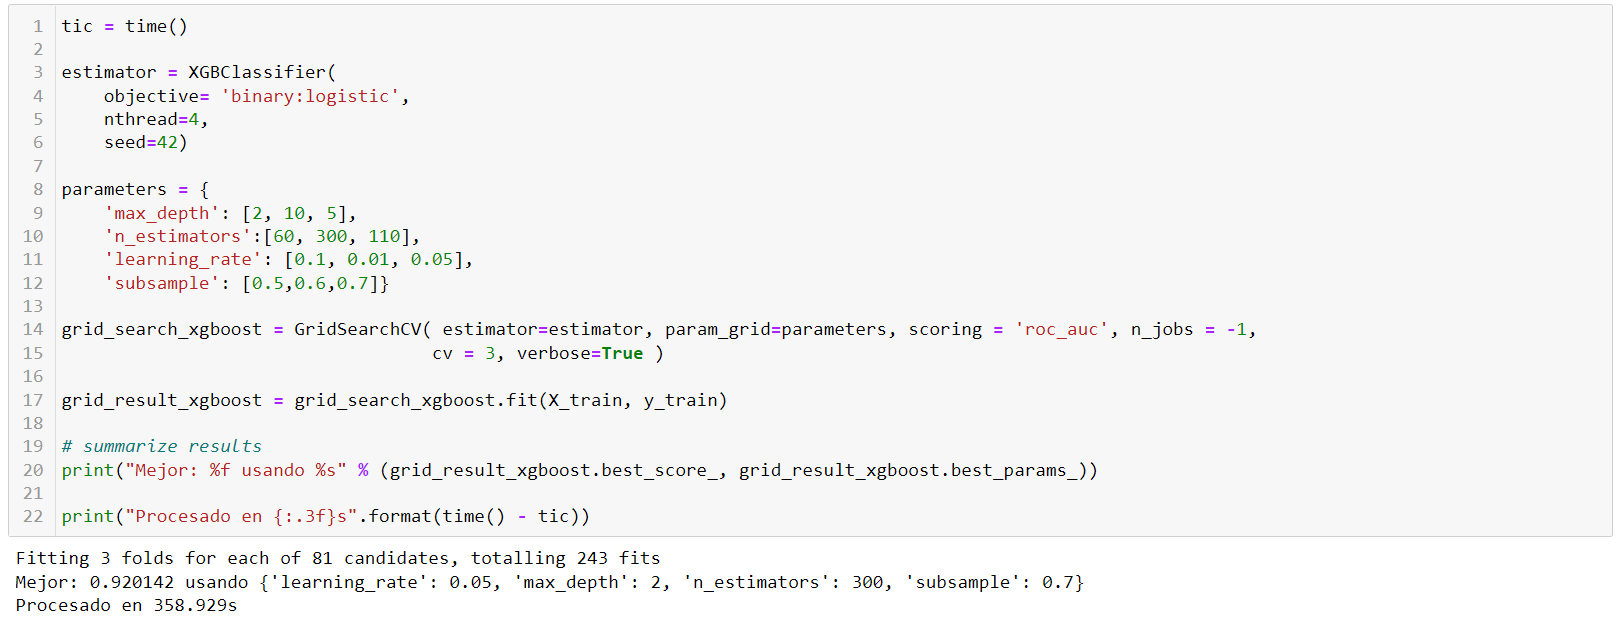 1 tic = time()
2
3 estimator = XGBClassifier(
4     objective= 'binary:logistic',
5     nthread=4,
6     seed=42)
7
8 parameters = {
9     'max_depth': [2, 10, 5],
10     'n_estimators':[60, 300, 110],
11     'learning_rate': [0.1, 0.01, 0.05],
12     'subsample': [0.5,0.6,0.7]}
13
14 grid_search_xgboost = GridSearchCV( estimator=estimator, param_grid=parameters, scoring = 'roc_auc', n_jobs = -1,
15                                    cv = 3, verbose=True )
16
17 grid_result_xgboost = grid_search_xgboost.fit(X_train, y_train)
18
19 # summarize results
20 print("Mejor: %f usando %s" % (grid_result_xgboost.best_score_, grid_result_xgboost.best_params_))
21
22 print("Procesado en {:.3f}s".format(time() - tic))
Fitting 3 folds for each of 81 candidates, totalling 243 fits
Mejor: 0.920142 usando {'learning_rate': 0.05, 'max_depth': 2, 'n_estimators': 300, 'subsample': 0.7}
Procesado en 358.929s